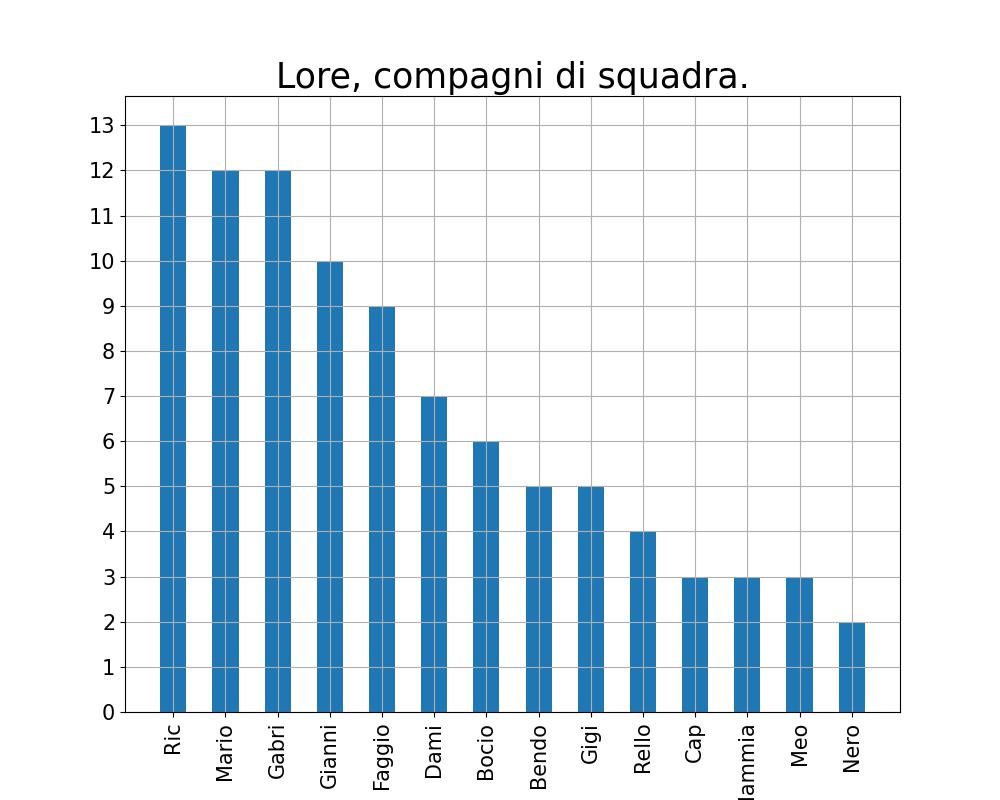 Lore, compagni di squadra.
13
12
11
10
9
8
7
6
5
4
3
2
1
0
Ric
Mario
Gabri
Gianni
Faggio
Dami
Bocio
Bendo
Gigi
Rello
Cap
Meo
Nero